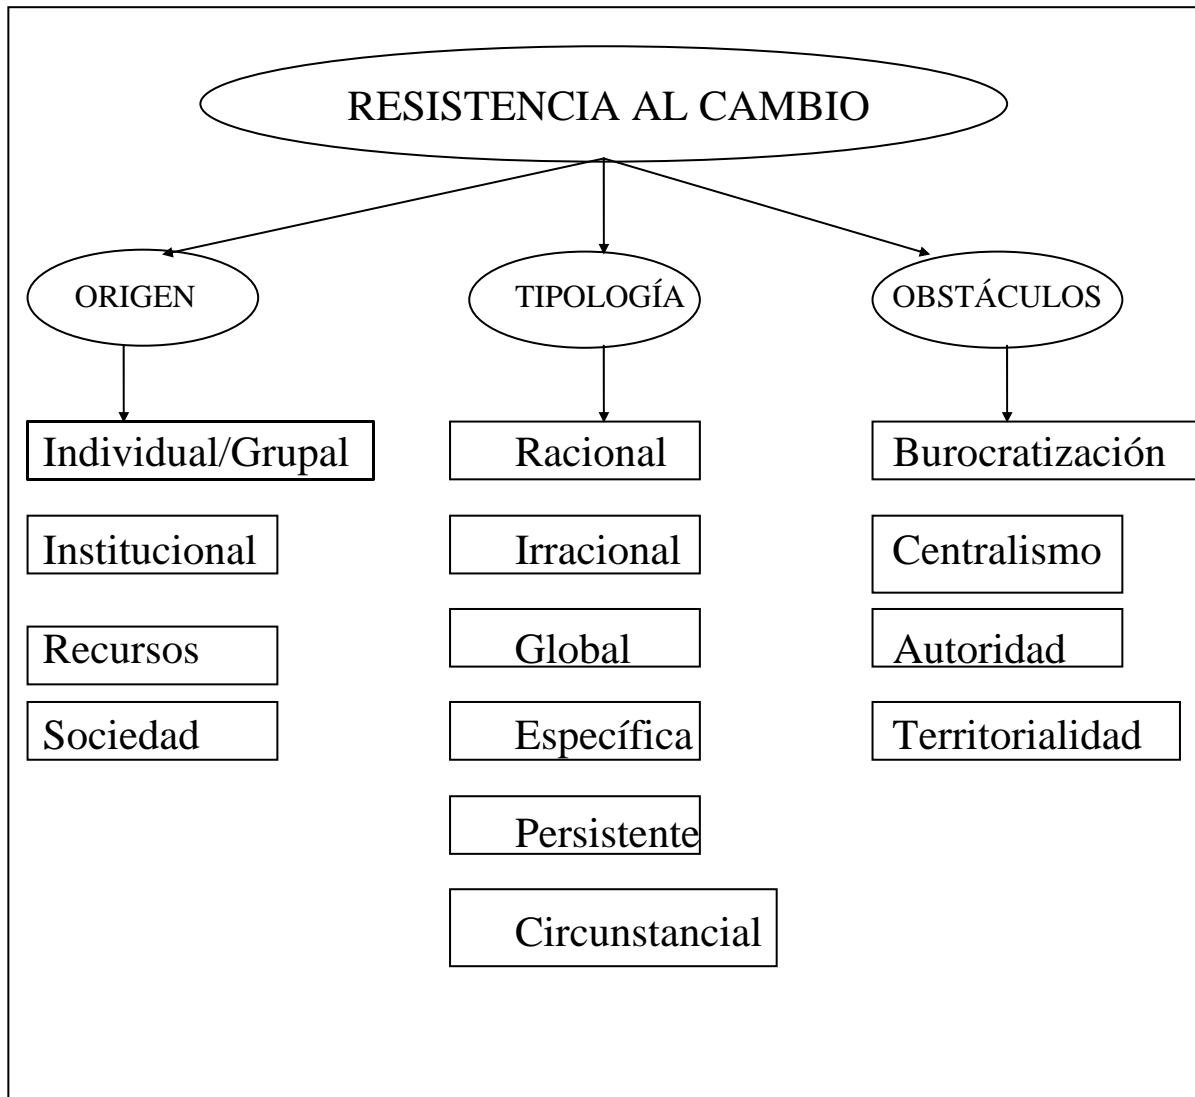 RESISTENCIA AL CAMBIO
ORIGEN
TIPOLOGÍA
OBSTÁCULOS
Individual/Grupal
Racional
Burocratización
Institucional
Irracional
Centralismo
Recursos
Global
Autoridad
Sociedad
Específica
Territorialidad
Persistente
Circunstancial